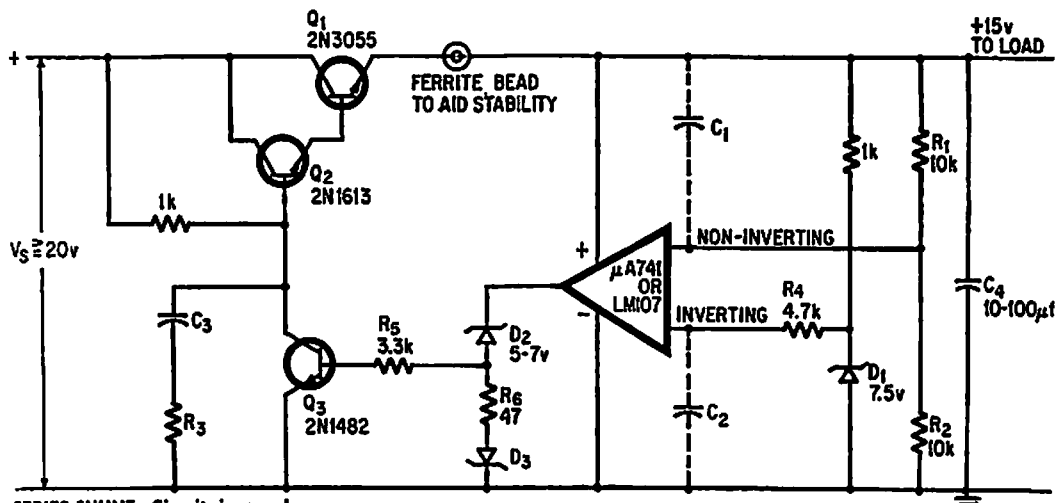 Q1
2N3055
+15v
TO LOAD
+
FERRITE BEAD
TO AID STABILITY
C1
1k
R1
10k
Q2
2N1613
1k
VS ≧ 20v
NON-INVERTING
+
μA741
OR
LM107
-
C4
10-100μf
INVERTING
R4
4.7k
C3
R5
3.3k
D2
5-7v
D1
7.5v
Q3
2N1482
R6
47
C2
R3
D3
R2
10k